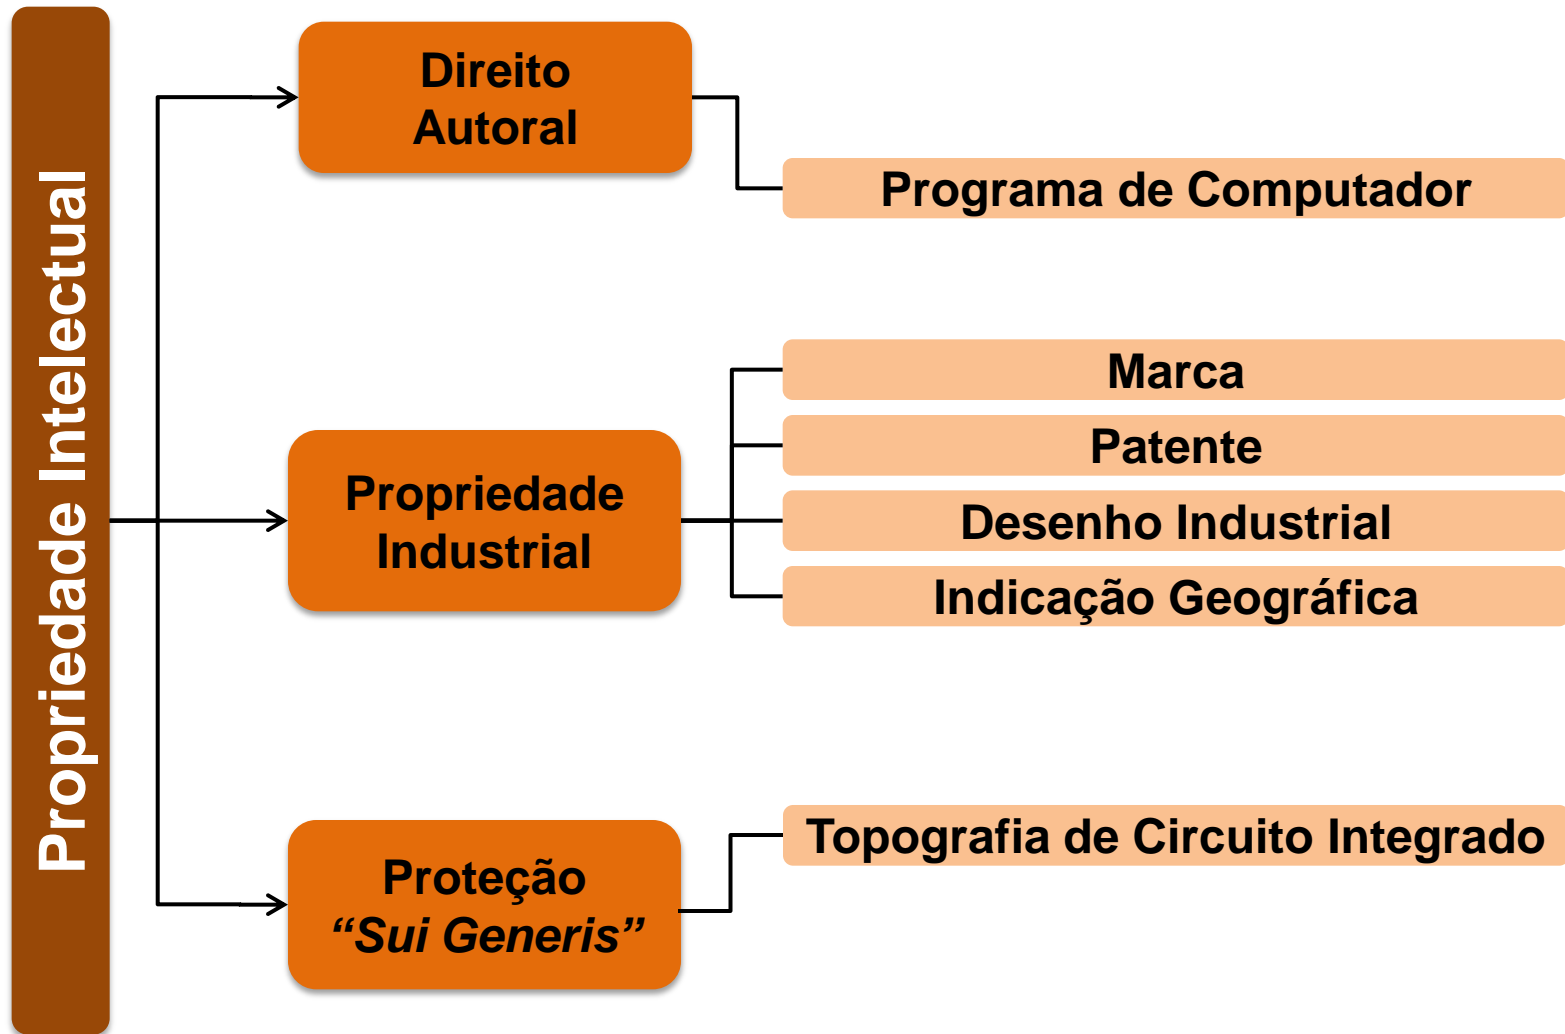 Propriedade Intelectual
Direito
Autoral
Programa de Computador
Propriedade
Industrial
Marca
Patente
Desenho Industrial
Indicação Geográfica
Proteção
“Sui Generis”
Topografia de Circuito Integrado